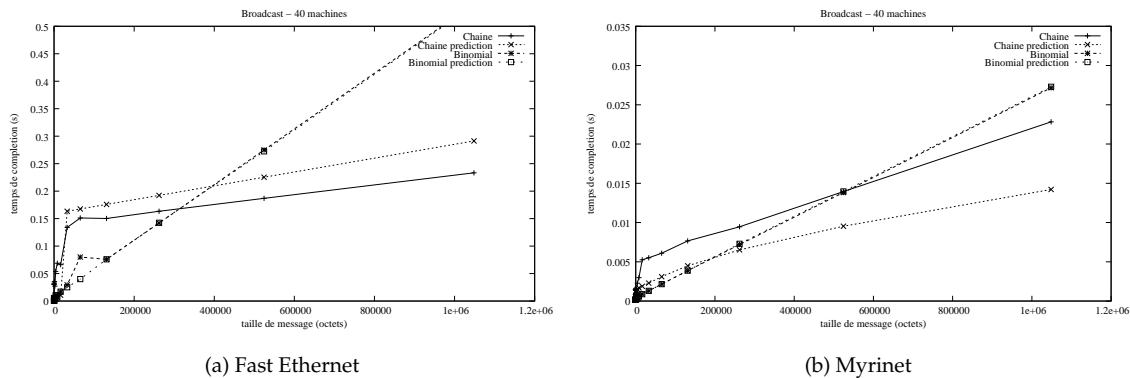 Broadcast – 40 machines
0.5
0.45
0.4
0.35
0.3
0.25
0.2
0.15
0.1
0.05
0
temps de completion (s)
Chaine
Chaine prediction
Binomial
Binomial prediction
0
200000
400000
600000
800000
1e+06
1.2e+06
taille de message (octets)
(a) Fast Ethernet
Broadcast – 40 machines
0.035
0.03
0.025
0.02
0.015
0.01
0.005
0
temps de completion (s)
Chaine
Chaine prediction
Binomial
Binomial prediction
0
200000
400000
600000
800000
1e+06
1.2e+06
taille de message (octets)
(b) Myrinet